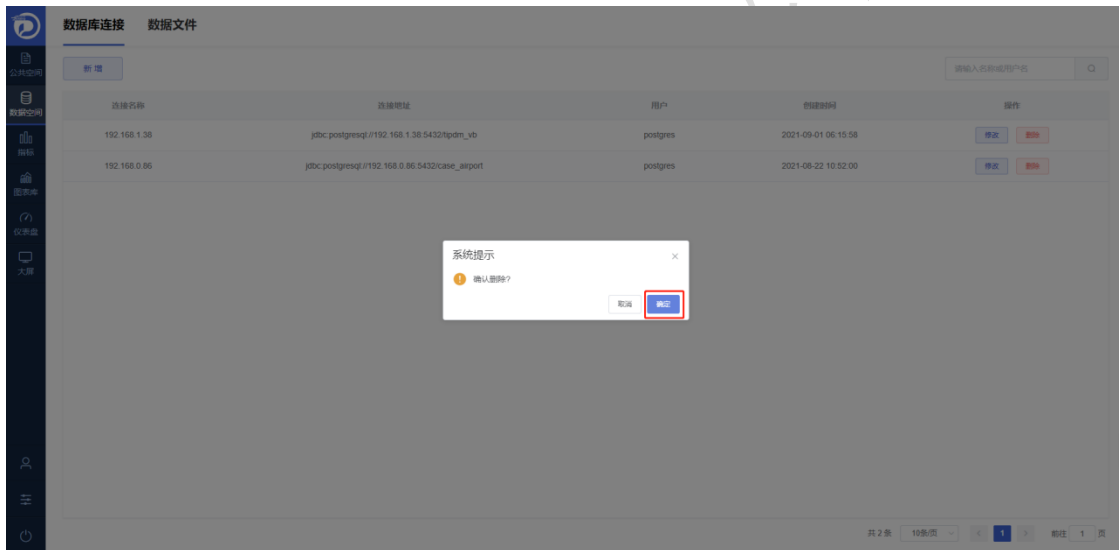 数据库连接 数据文件
公共空间
数据空间
指标
图表库
仪表盘
大屏
新 增
请输入名称或用户名
连接名称 连接地址 用户 创建时间 操作
192.168.1.38 jdbc:postgresql://192.168.1.38:5432/tipdm_vb postgres 2021-09-01 06:15:58 修改 删除
192.168.0.86 jdbc:postgresql://192.168.0.86:5432/case_airport postgres 2021-08-22 10:52:00 修改 删除
系统提示
确认删除?
取消 确定
共 2 条 10条/页 1 前往 1 页